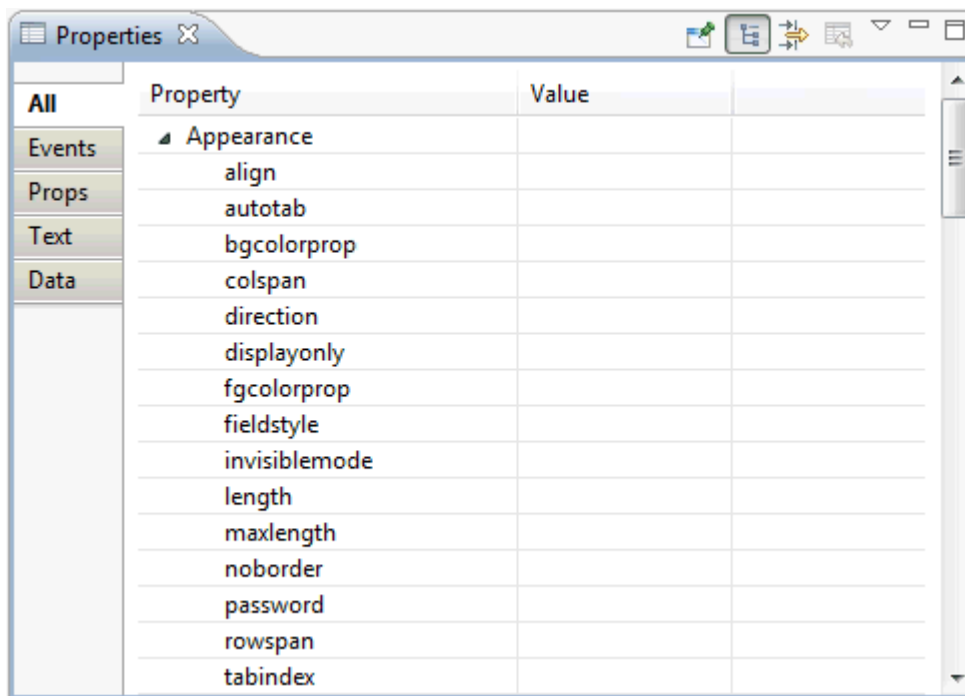 Properties
All
Events
Props
Text
Data
Property Value
Appearance
align
autotab
bgcolorprop
colspan
direction
displayonly
fgcolorprop
fieldstyle
invisiblemode
length
maxlength
noborder
password
rowspan
tabindex